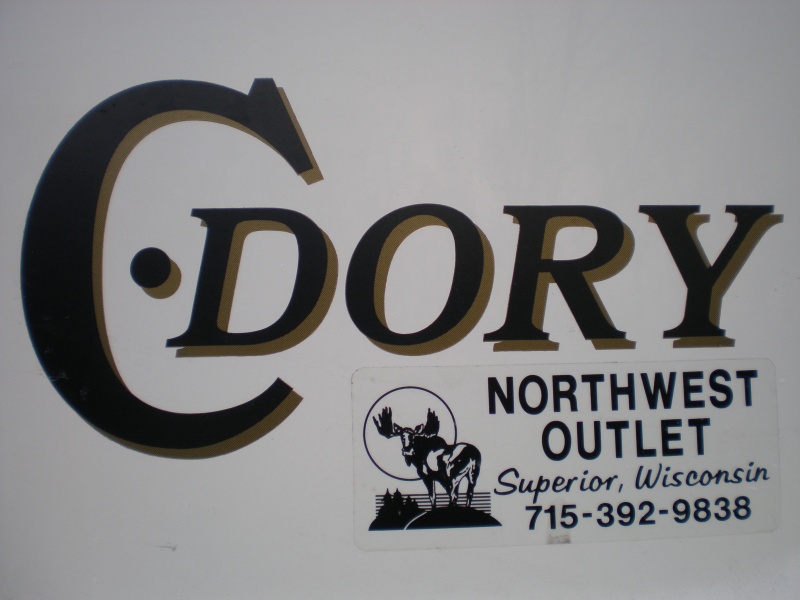 C·DORY
NORTHWEST
OUTLET
Superior, Wisconsin
715-392-9838